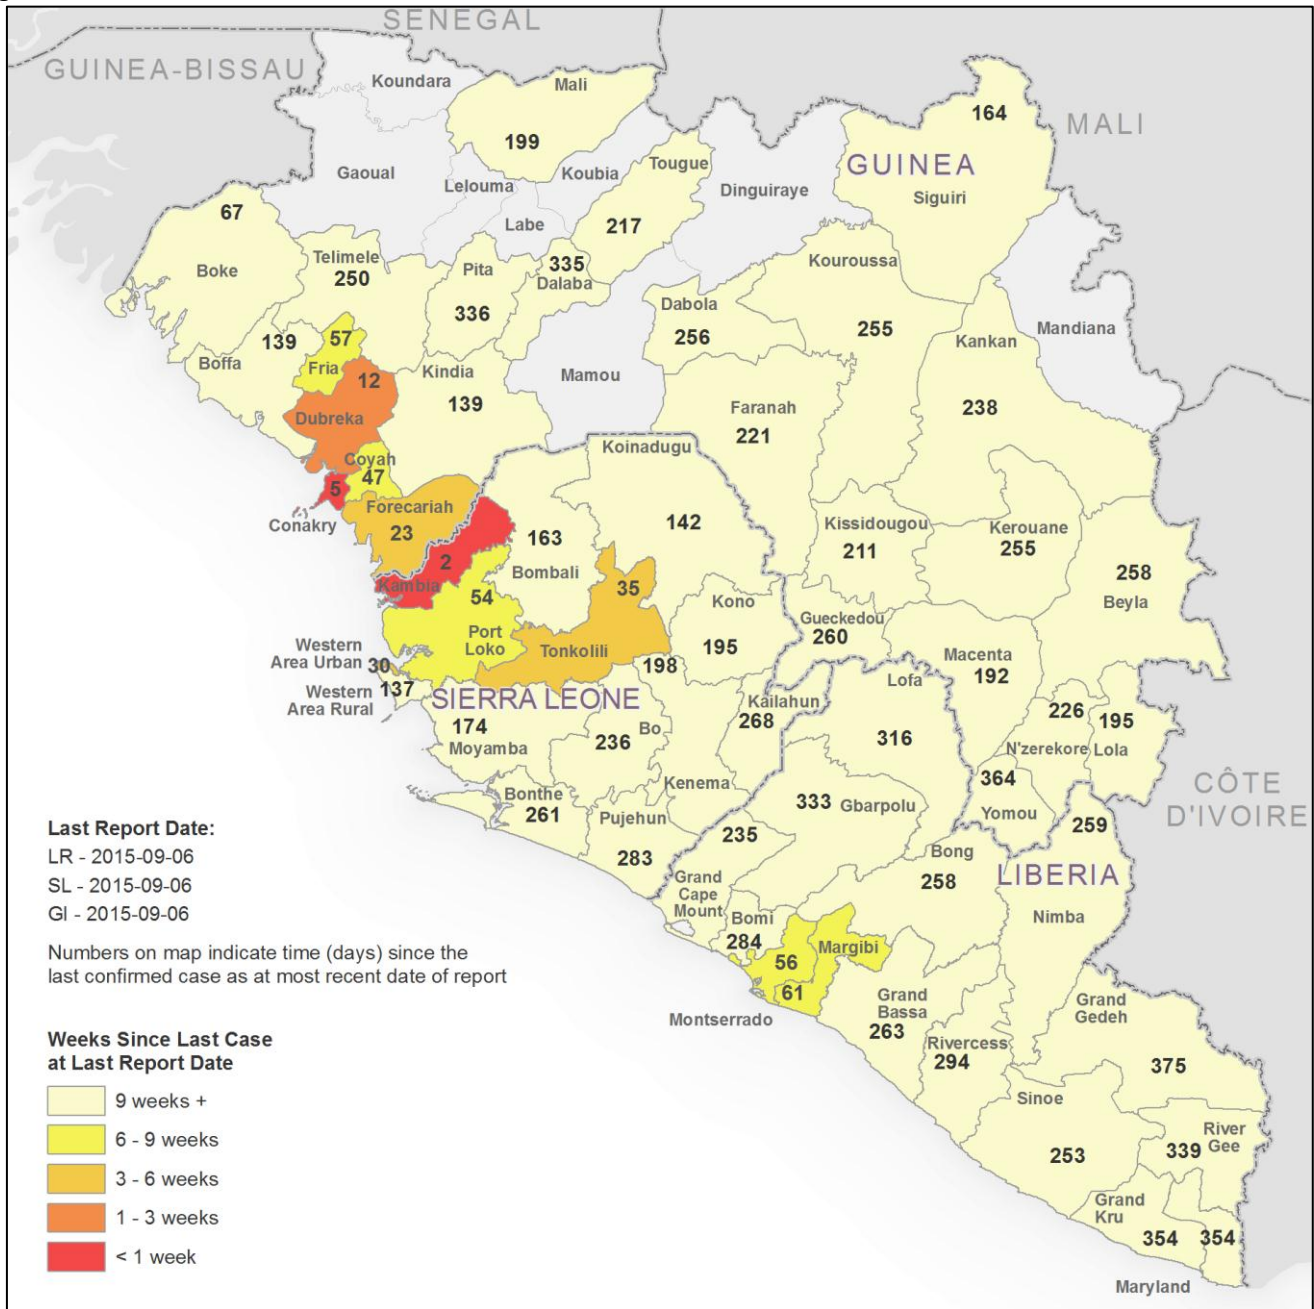 SENEGAL
GUINEA-BISSAU
Koundara
Mali
199
164
MALI
GUINEA
Siguiri
Gaoual
Lelouma
Koubia
Tougue
217
Dinguiraye
Labe
67
Boke
Telimele
250
Pita
336
335
Dalaba
Kouroussa
255
Dabola
256
Mandiana
Kankan
238
139
Boffa
57
Fria
12
Dubreka
Kindia
139
Mamou
Faranah
221
Coyah
47
5
Conakry
Forecariah
23
Koinadugu
142
Kissidougou
211
Kerouane
255
258
Beyla
2
Kambia
163
Bombali
54
Port
Loko
35
Tonkolili
Kono
195
Gueckedou
260
Macenta
192
Western
Area Urban
30
Western
Area Rural
137
SIERRA LEONE
198
Kailahun
268
Lofa
316
226
N'zerekore
195
Lola
174
Moyamba
236
Bo
Kenema
364
Yomou
CÔTE
D'IVOIRE
Bonthe
261
Pujehun
283
333
Gbarpolu
235
Grand
Cape
Mount
259
LIBERIA
Nimba
Bong
258
Bomi
284
Margibi
56
61
Montserrado
Grand
Bassa
263
Rivercess
294
Grand
Gedeh
375
Sinoe
253
River
Gee
339
Grand
Kru
354
354
Maryland
Last Report Date:
LR - 2015-09-06
SL - 2015-09-06
GI - 2015-09-06
Numbers on map indicate time (days) since the
last confirmed case as at most recent date of report
Weeks Since Last Case
at Last Report Date
9 weeks +
6 - 9 weeks
3 - 6 weeks
1 - 3 weeks
< 1 week